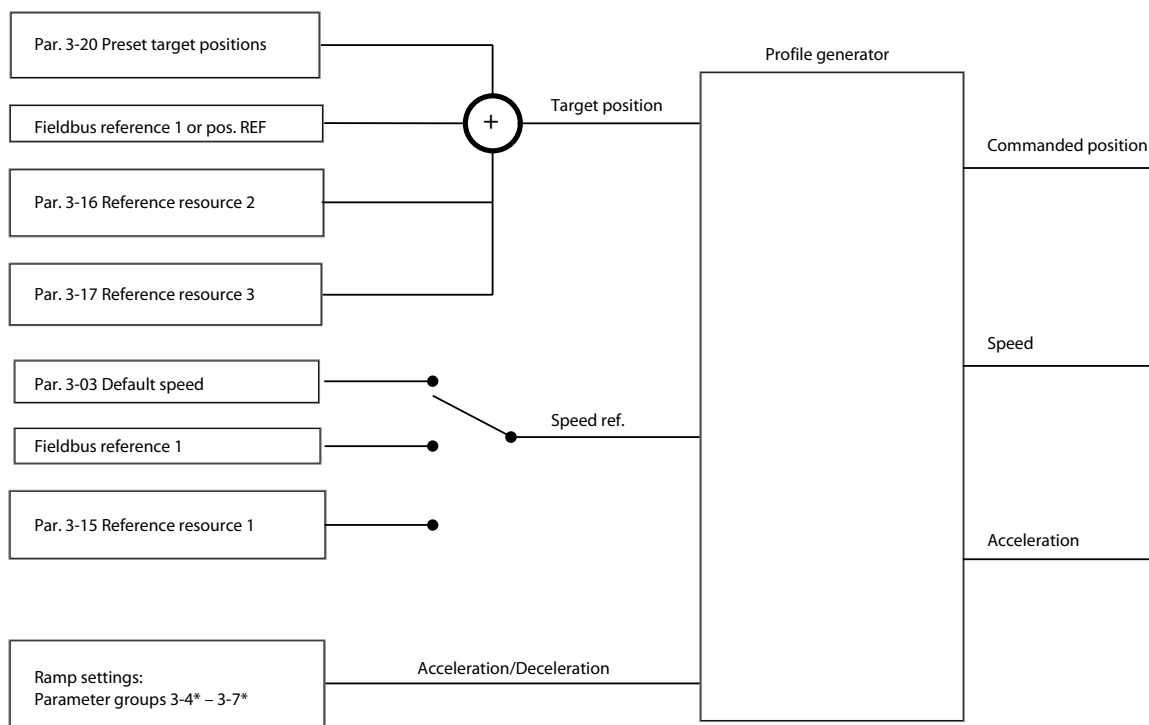 Par. 3-20 Preset target positions
Profile generator
Fieldbus reference 1 or pos. REF
+
Target position
Commanded position
Par. 3-16 Reference resource 2
Par. 3-17 Reference resource 3
Speed
Par. 3-03 Default speed
Speed ref.
Fieldbus reference 1
Par. 3-15 Reference resource 1
Acceleration
Ramp settings:
Parameter groups 3-4* – 3-7*
Acceleration/Deceleration